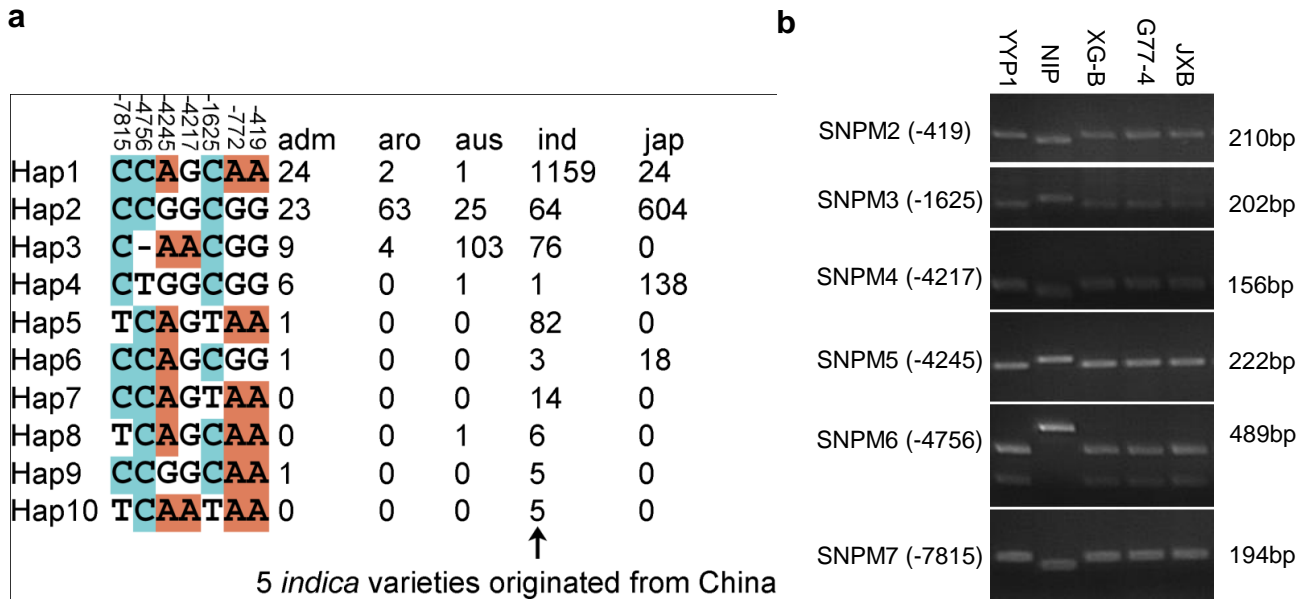 a
-7815 -4756 -4245 -4217 -1625 -772 -419 adm aro aus ind jap
Hap1 CCAGCAA 24 2 1 1159 24
Hap2 CCGGCGG 23 63 25 64 604
Hap3 C-AACGG 9 4 103 76 0
Hap4 CTGGCGG 6 0 1 1 138
Hap5 TCAGTAA 1 0 0 82 0
Hap6 CCAGCGG 1 0 0 3 18
Hap7 CCAGTAA 0 0 0 14 0
Hap8 TCAGCAA 0 0 1 6 0
Hap9 CCGGCAA 1 0 0 5 0
Hap10 TCAATAA 0 0 0 5 0
5 indica varieties originated from China
b
YYP1 NIP XG-B G77-4 JXB
SNPM2 (-419) 210bp
SNPM3 (-1625) 202bp
SNPM4 (-4217) 156bp
SNPM5 (-4245) 222bp
SNPM6 (-4756) 489bp
SNPM7 (-7815) 194bp